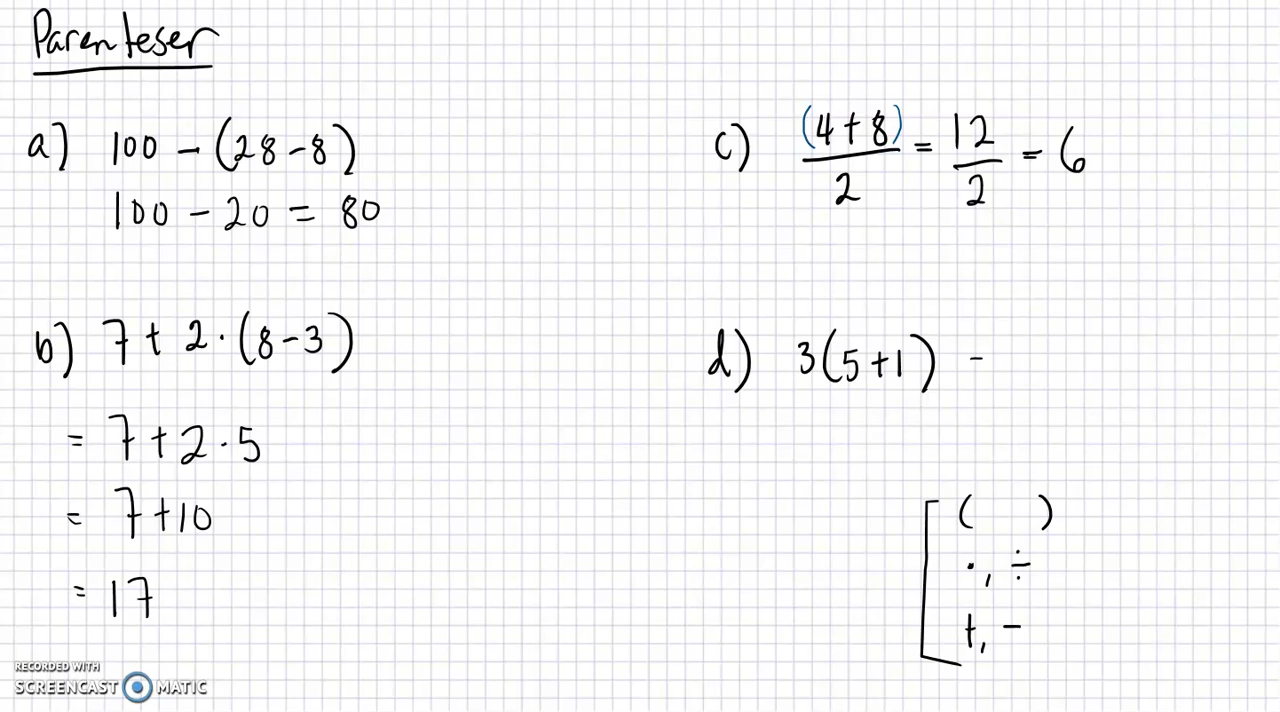 Parenteser
a) 100 - (28 - 8)
100 - 20 = 80
b) 7 + 2 · (8 - 3)
= 7 + 2 · 5
= 7 + 10
= 17
c) (4 + 8) / 2 = 12 / 2 = 6
d) 3(5 + 1) -
( )
·, ÷
+, -
RECORDED WITH
SCREENCAST MATIC